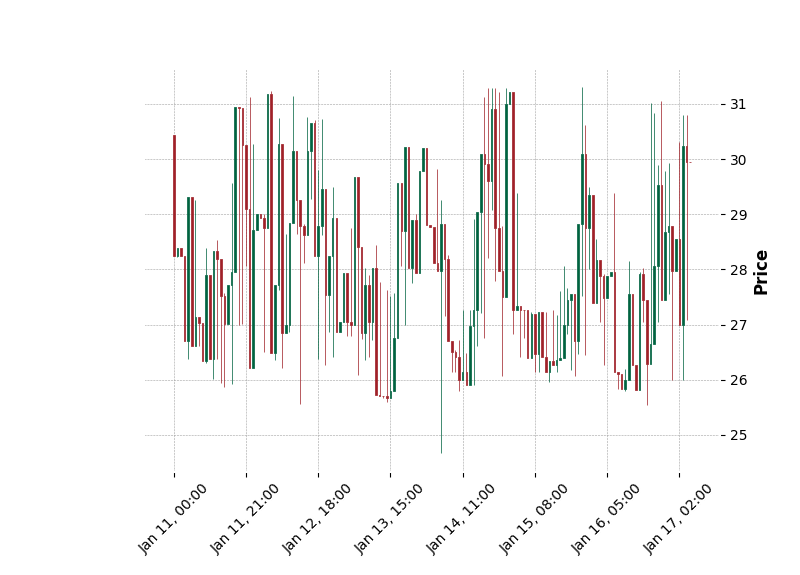 31
30
29
28
27
26
25
Price
Jan 11, 00:00
Jan 11, 21:00
Jan 12, 18:00
Jan 13, 15:00
Jan 14, 11:00
Jan 15, 08:00
Jan 16, 05:00
Jan 17, 02:00